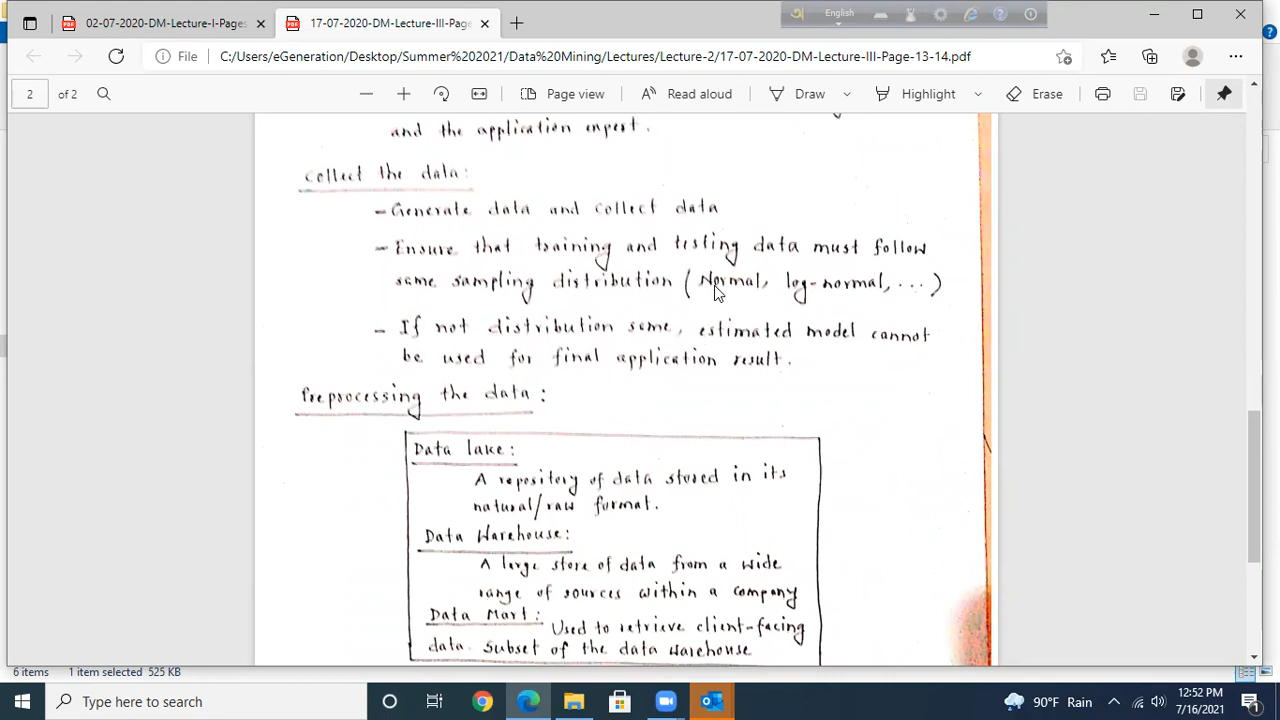 02-07-2020-DM-Lecture-I-Pages
17-07-2020-DM-Lecture-III-Page
English
File
C:/Users/eGeneration/Desktop/Summer%202021/Data%20Mining/Lectures/Lecture-2/17-07-2020-DM-Lecture-III-Page-13-14.pdf
2 of 2
Page view
Read aloud
Draw
Highlight
Erase
and the application expert.
Collect the data:
- Generate data and collect data
- Ensure that training and testing data must follow
same sampling distribution (Normal, log-normal, ...)
- If not distribution same, estimated model cannot
be used for final application result.
Preprocessing the data:
Data lake:
A repository of data stored in its
natural/raw format.
Data Warehouse:
A large store of data from a wide
range of sources within a company
Data Mart: Used to retrieve client-facing
data. Subset of the data warehouse
6 items 1 item selected 525 KB
Type here to search
90°F Rain
12:52 PM
7/16/2021
1